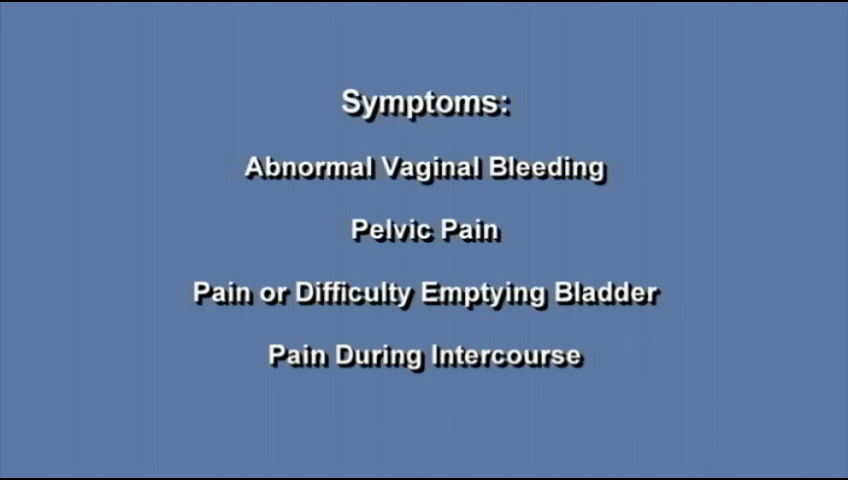 Symptoms:
Abnormal Vaginal Bleeding
Pelvic Pain
Pain or Difficulty Emptying Bladder
Pain During Intercourse